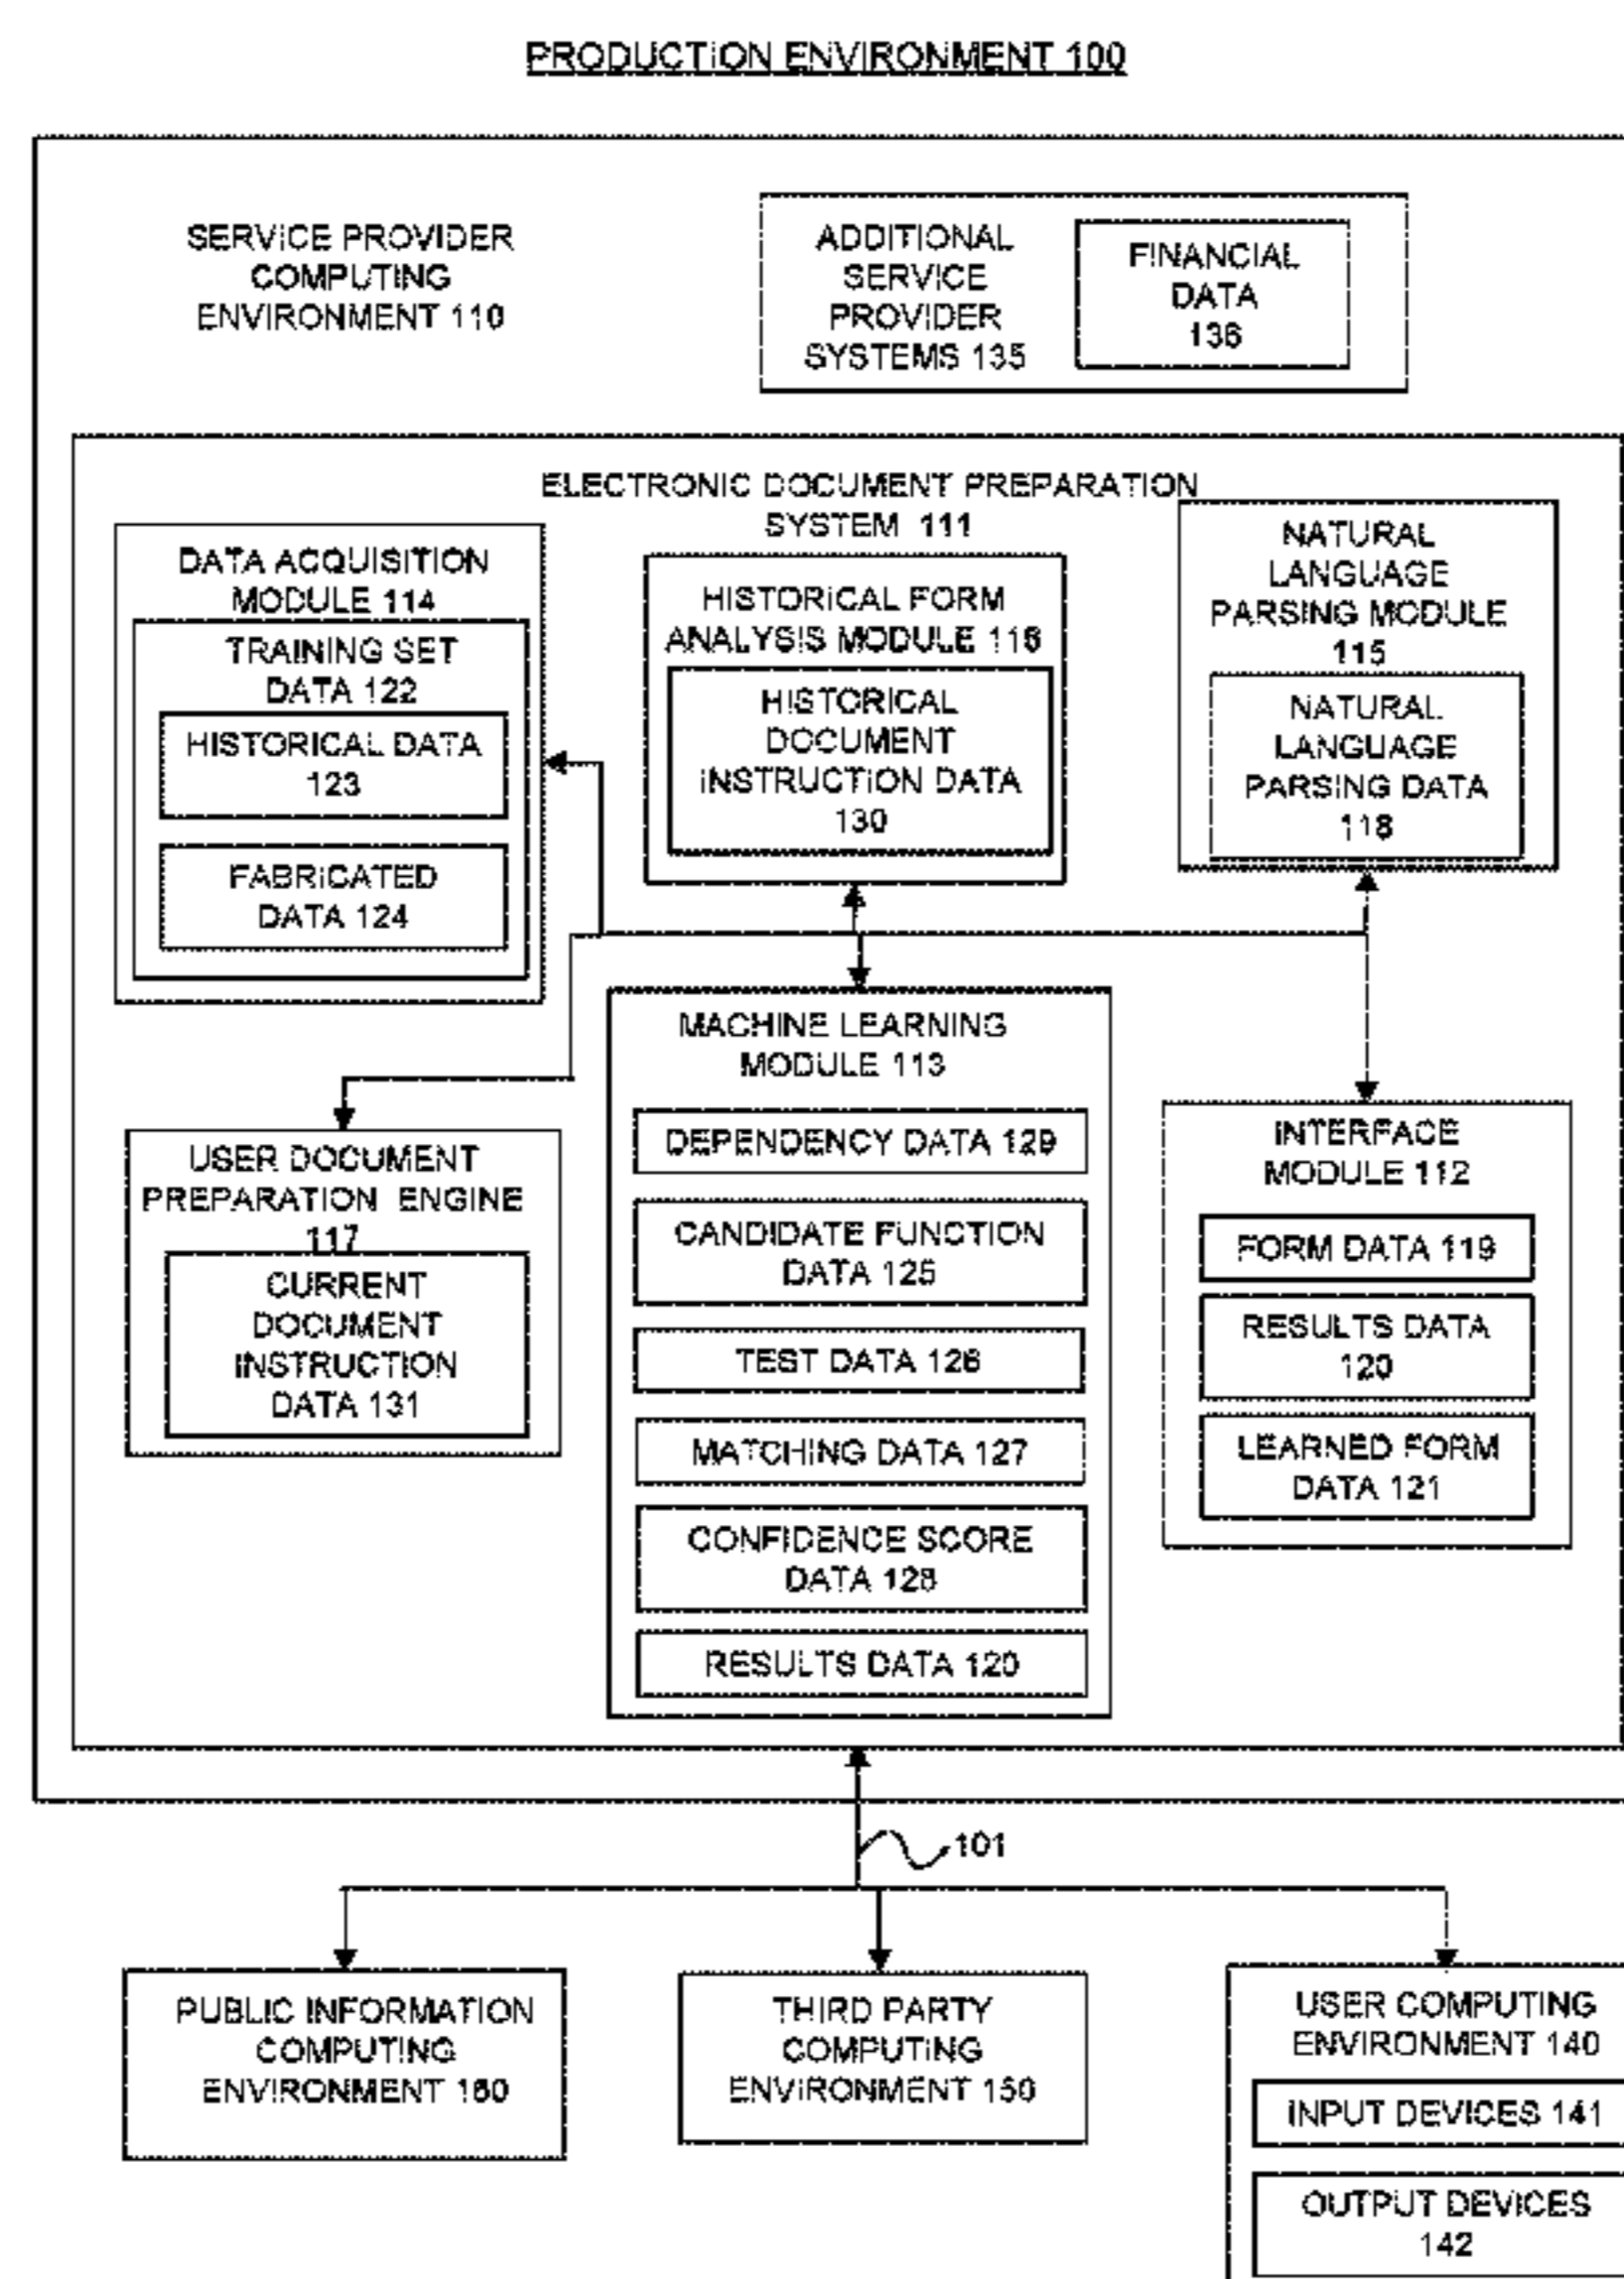 PRODUCTION ENVIRONMENT 100
SERVICE PROVIDER
COMPUTING
ENVIRONMENT 110
ADDITIONAL
SERVICE
PROVIDER
SYSTEMS 135
FINANCIAL
DATA
136
ELECTRONIC DOCUMENT PREPARATION
SYSTEM 111
DATA ACQUISITION
MODULE 114
TRAINING SET
DATA 122
HISTORICAL DATA
123
FABRICATED
DATA 124
HISTORICAL FORM
ANALYSIS MODULE 116
HISTORICAL
DOCUMENT
INSTRUCTION DATA
130
NATURAL
LANGUAGE
PARSING MODULE
115
NATURAL
LANGUAGE
PARSING DATA
118
USER DOCUMENT
PREPARATION ENGINE
117
CURRENT
DOCUMENT
INSTRUCTION
DATA 131
MACHINE LEARNING
MODULE 113
DEPENDENCY DATA 129
CANDIDATE FUNCTION
DATA 125
TEST DATA 126
MATCHING DATA 127
CONFIDENCE SCORE
DATA 128
RESULTS DATA 120
INTERFACE
MODULE 112
FORM DATA 119
RESULTS DATA
120
LEARNED FORM
DATA 121
101
PUBLIC INFORMATION
COMPUTING
ENVIRONMENT 160
THIRD PARTY
COMPUTING
ENVIRONMENT 150
USER COMPUTING
ENVIRONMENT 140
INPUT DEVICES 141
OUTPUT DEVICES
142